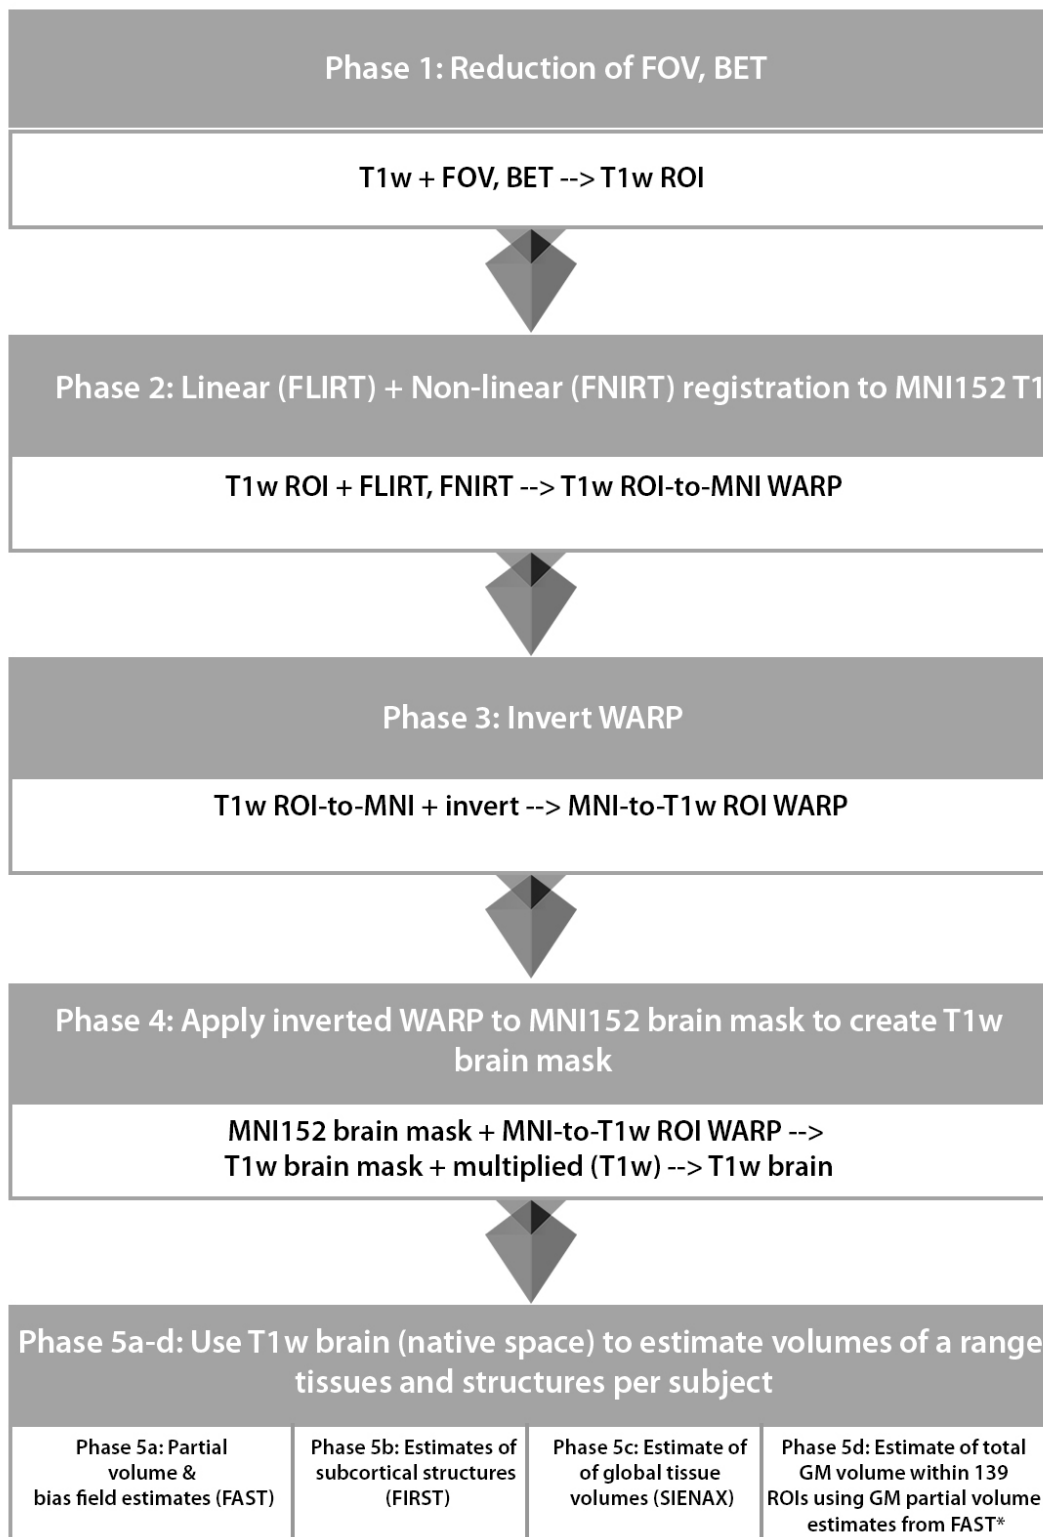 Phase 1: Reduction of FOV, BET
T1w + FOV, BET --> T1w ROI
Phase 2: Linear (FLIRT) + Non-linear (FNIRT) registration to MNI152 T1
T1w ROI + FLIRT, FNIRT --> T1w ROI-to-MNI WARP
Phase 3: Invert WARP
T1w ROI-to-MNI + invert --> MNI-to-T1w ROI WARP
Phase 4: Apply inverted WARP to MNI152 brain mask to create T1w
brain mask
MNI152 brain mask + MNI-to-T1w ROI WARP -->
T1w brain mask + multiplied (T1w) --> T1w brain
Phase 5a-d: Use T1w brain (native space) to estimate volumes of a range
tissues and structures per subject
Phase 5a: Partial
volume &
bias field estimates (FAST)
Phase 5b: Estimates of
subcortical structures
(FIRST)
Phase 5c: Estimate of
of global tissue
volumes (SIENAX)
Phase 5d: Estimate of total
GM volume within 139
ROIs using GM partial volume
estimates from FAST*